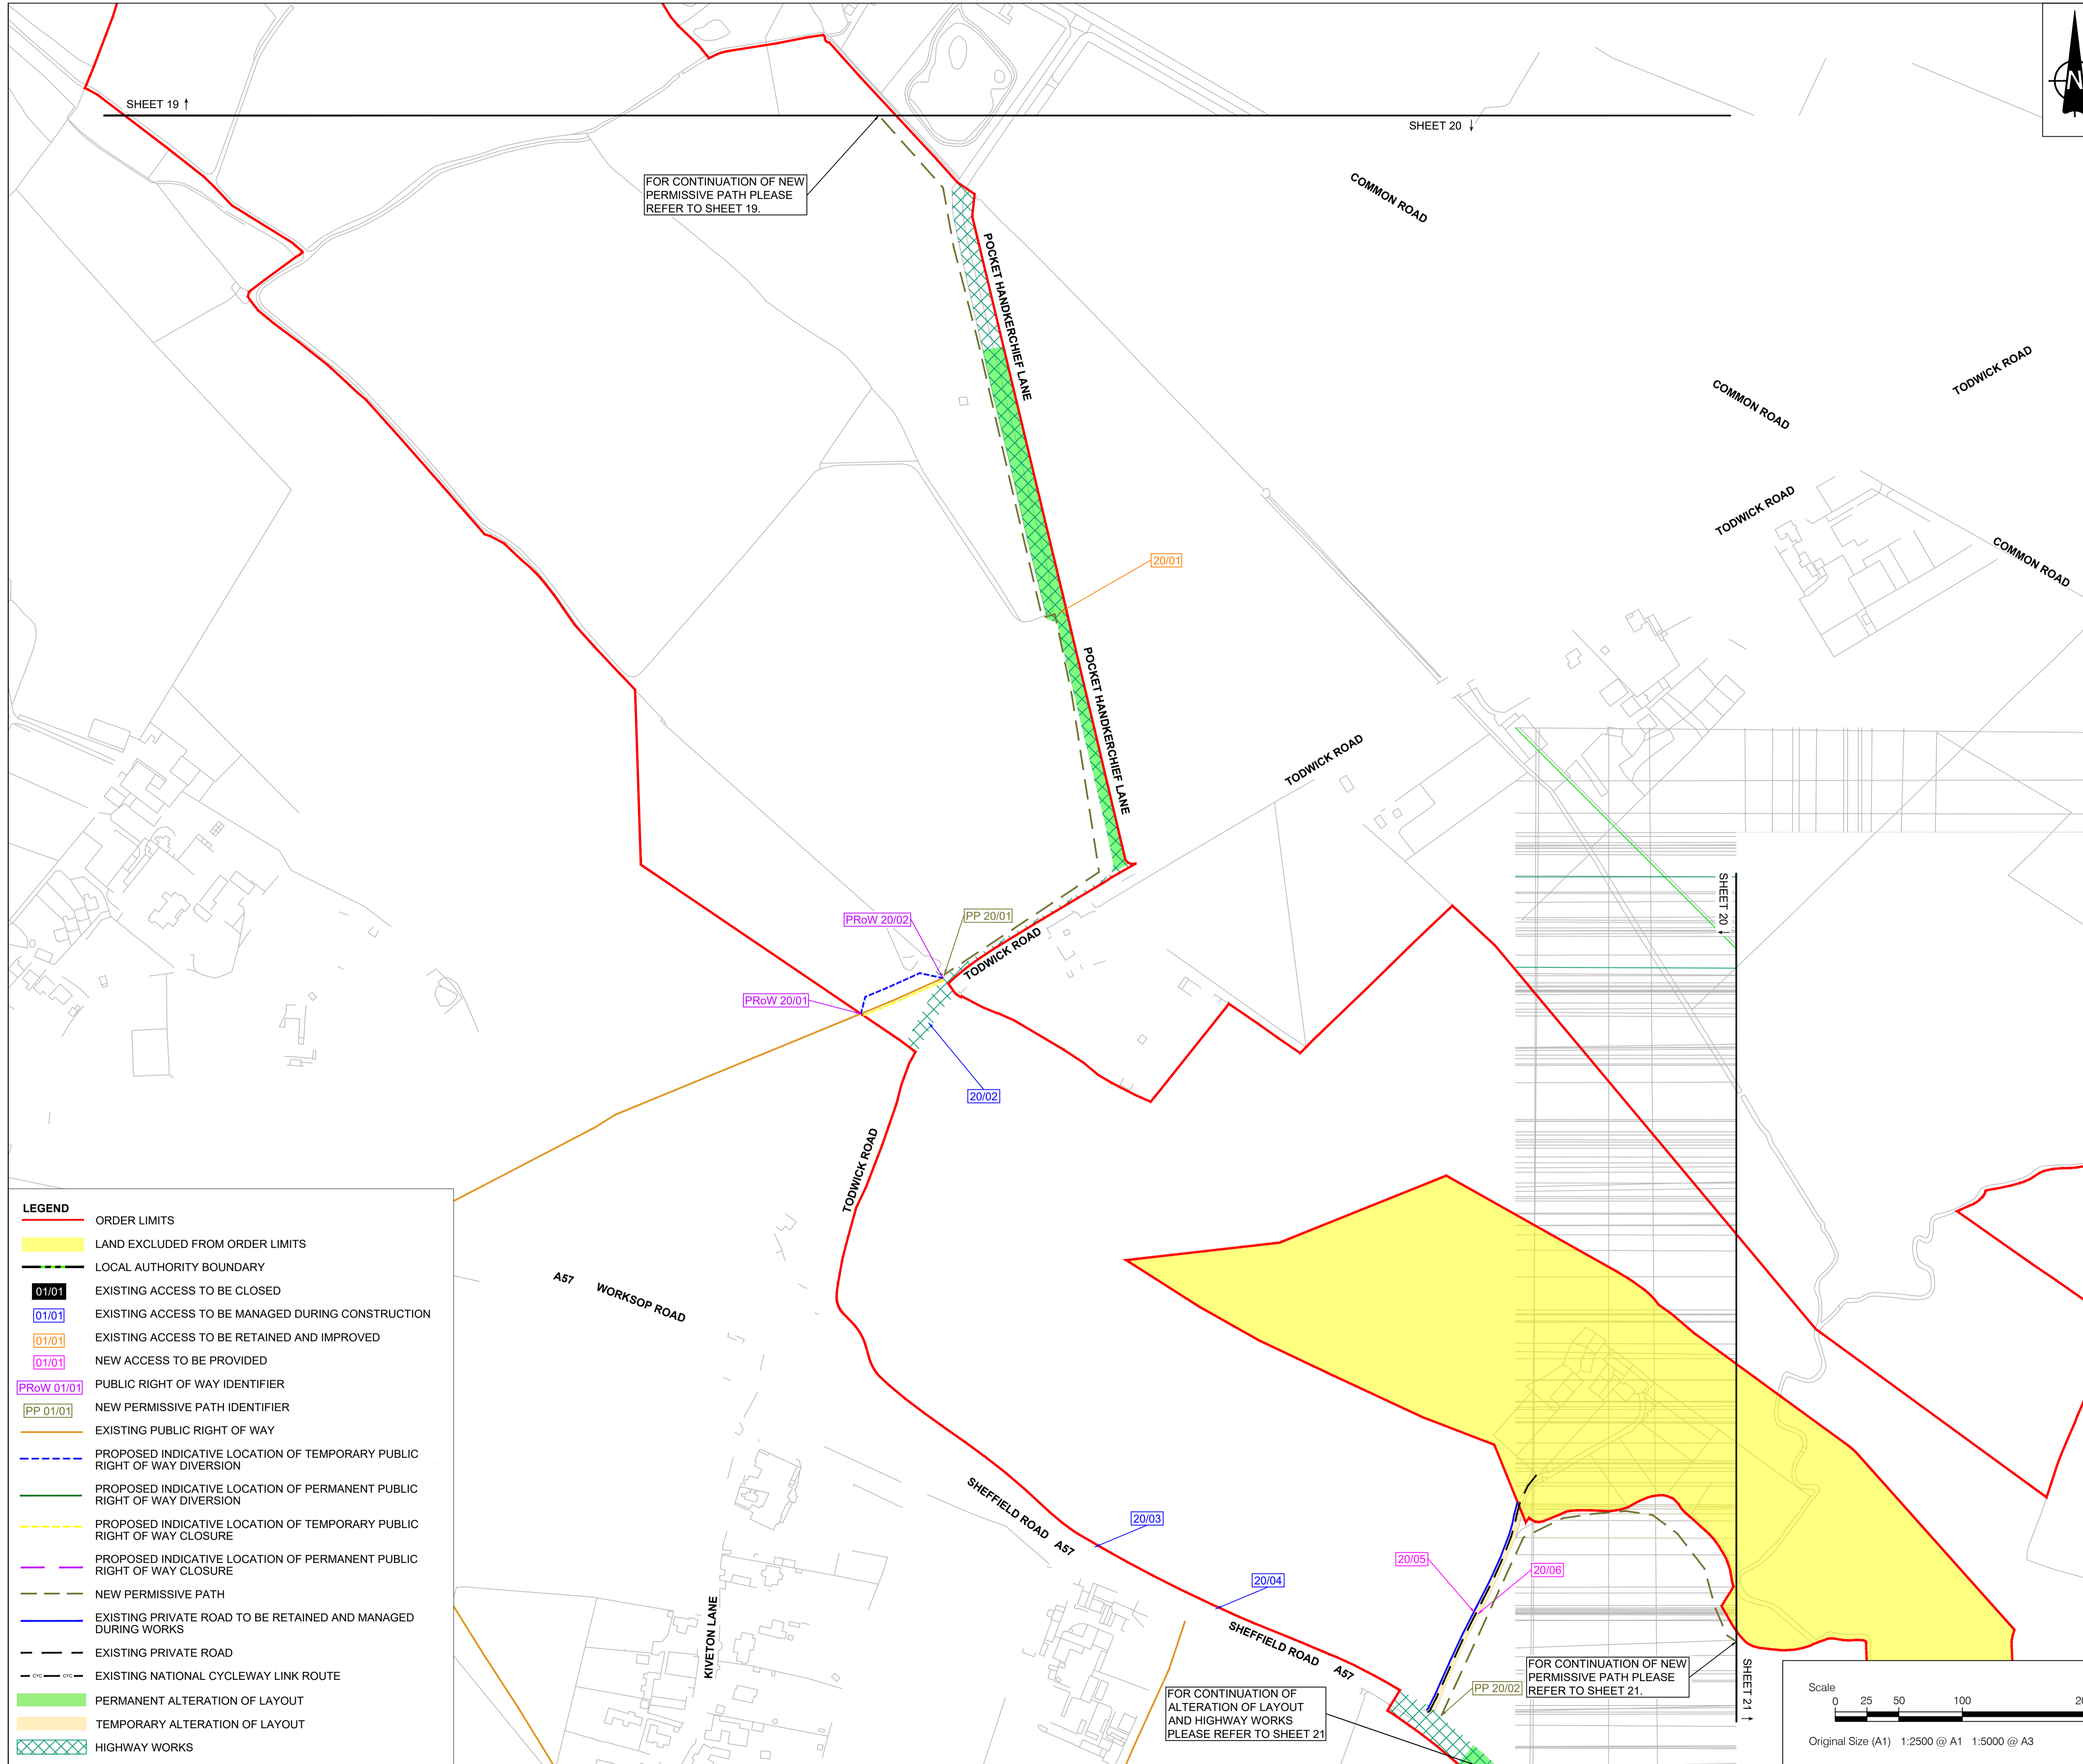 SHEET 19
SHEET 20
N
FOR CONTINUATION OF NEW
PERMISSIVE PATH PLEASE
REFER TO SHEET 19.
COMMON ROAD
POCKET HANDKERCHIEF LANE
TODWICK ROAD
COMMON ROAD
TODWICK ROAD
COMMON ROAD
20/01
POCKET HANDKERCHIEF LANE
TODWICK ROAD
SHEET 20
PRoW 20/02
PP 20/01
TODWICK ROAD
PRoW 20/01
20/02
TODWICK ROAD
A57 WORKSOP ROAD
SHEFFIELD ROAD A57
20/03
20/04
20/05
20/06
KIVETON LANE
SHEFFIELD ROAD A57
PP 20/02
FOR CONTINUATION OF NEW
PERMISSIVE PATH PLEASE
REFER TO SHEET 21.
SHEET 21
FOR CONTINUATION OF
ALTERATION OF LAYOUT
AND HIGHWAY WORKS
PLEASE REFER TO SHEET 21
LEGEND
ORDER LIMITS
LAND EXCLUDED FROM ORDER LIMITS
LOCAL AUTHORITY BOUNDARY
01/01 EXISTING ACCESS TO BE CLOSED
01/01 EXISTING ACCESS TO BE MANAGED DURING CONSTRUCTION
01/01 EXISTING ACCESS TO BE RETAINED AND IMPROVED
01/01 NEW ACCESS TO BE PROVIDED
PRoW 01/01 PUBLIC RIGHT OF WAY IDENTIFIER
PP 01/01 NEW PERMISSIVE PATH IDENTIFIER
EXISTING PUBLIC RIGHT OF WAY
PROPOSED INDICATIVE LOCATION OF TEMPORARY PUBLIC
RIGHT OF WAY DIVERSION
PROPOSED INDICATIVE LOCATION OF PERMANENT PUBLIC
RIGHT OF WAY DIVERSION
PROPOSED INDICATIVE LOCATION OF TEMPORARY PUBLIC
RIGHT OF WAY CLOSURE
PROPOSED INDICATIVE LOCATION OF PERMANENT PUBLIC
RIGHT OF WAY CLOSURE
NEW PERMISSIVE PATH
EXISTING PRIVATE ROAD TO BE RETAINED AND MANAGED
DURING WORKS
EXISTING PRIVATE ROAD
CYC CYC EXISTING NATIONAL CYCLEWAY LINK ROUTE
PERMANENT ALTERATION OF LAYOUT
TEMPORARY ALTERATION OF LAYOUT
HIGHWAY WORKS
Scale
0 25 50 100
Original Size (A1) 1:2500 @ A1 1:5000 @ A3